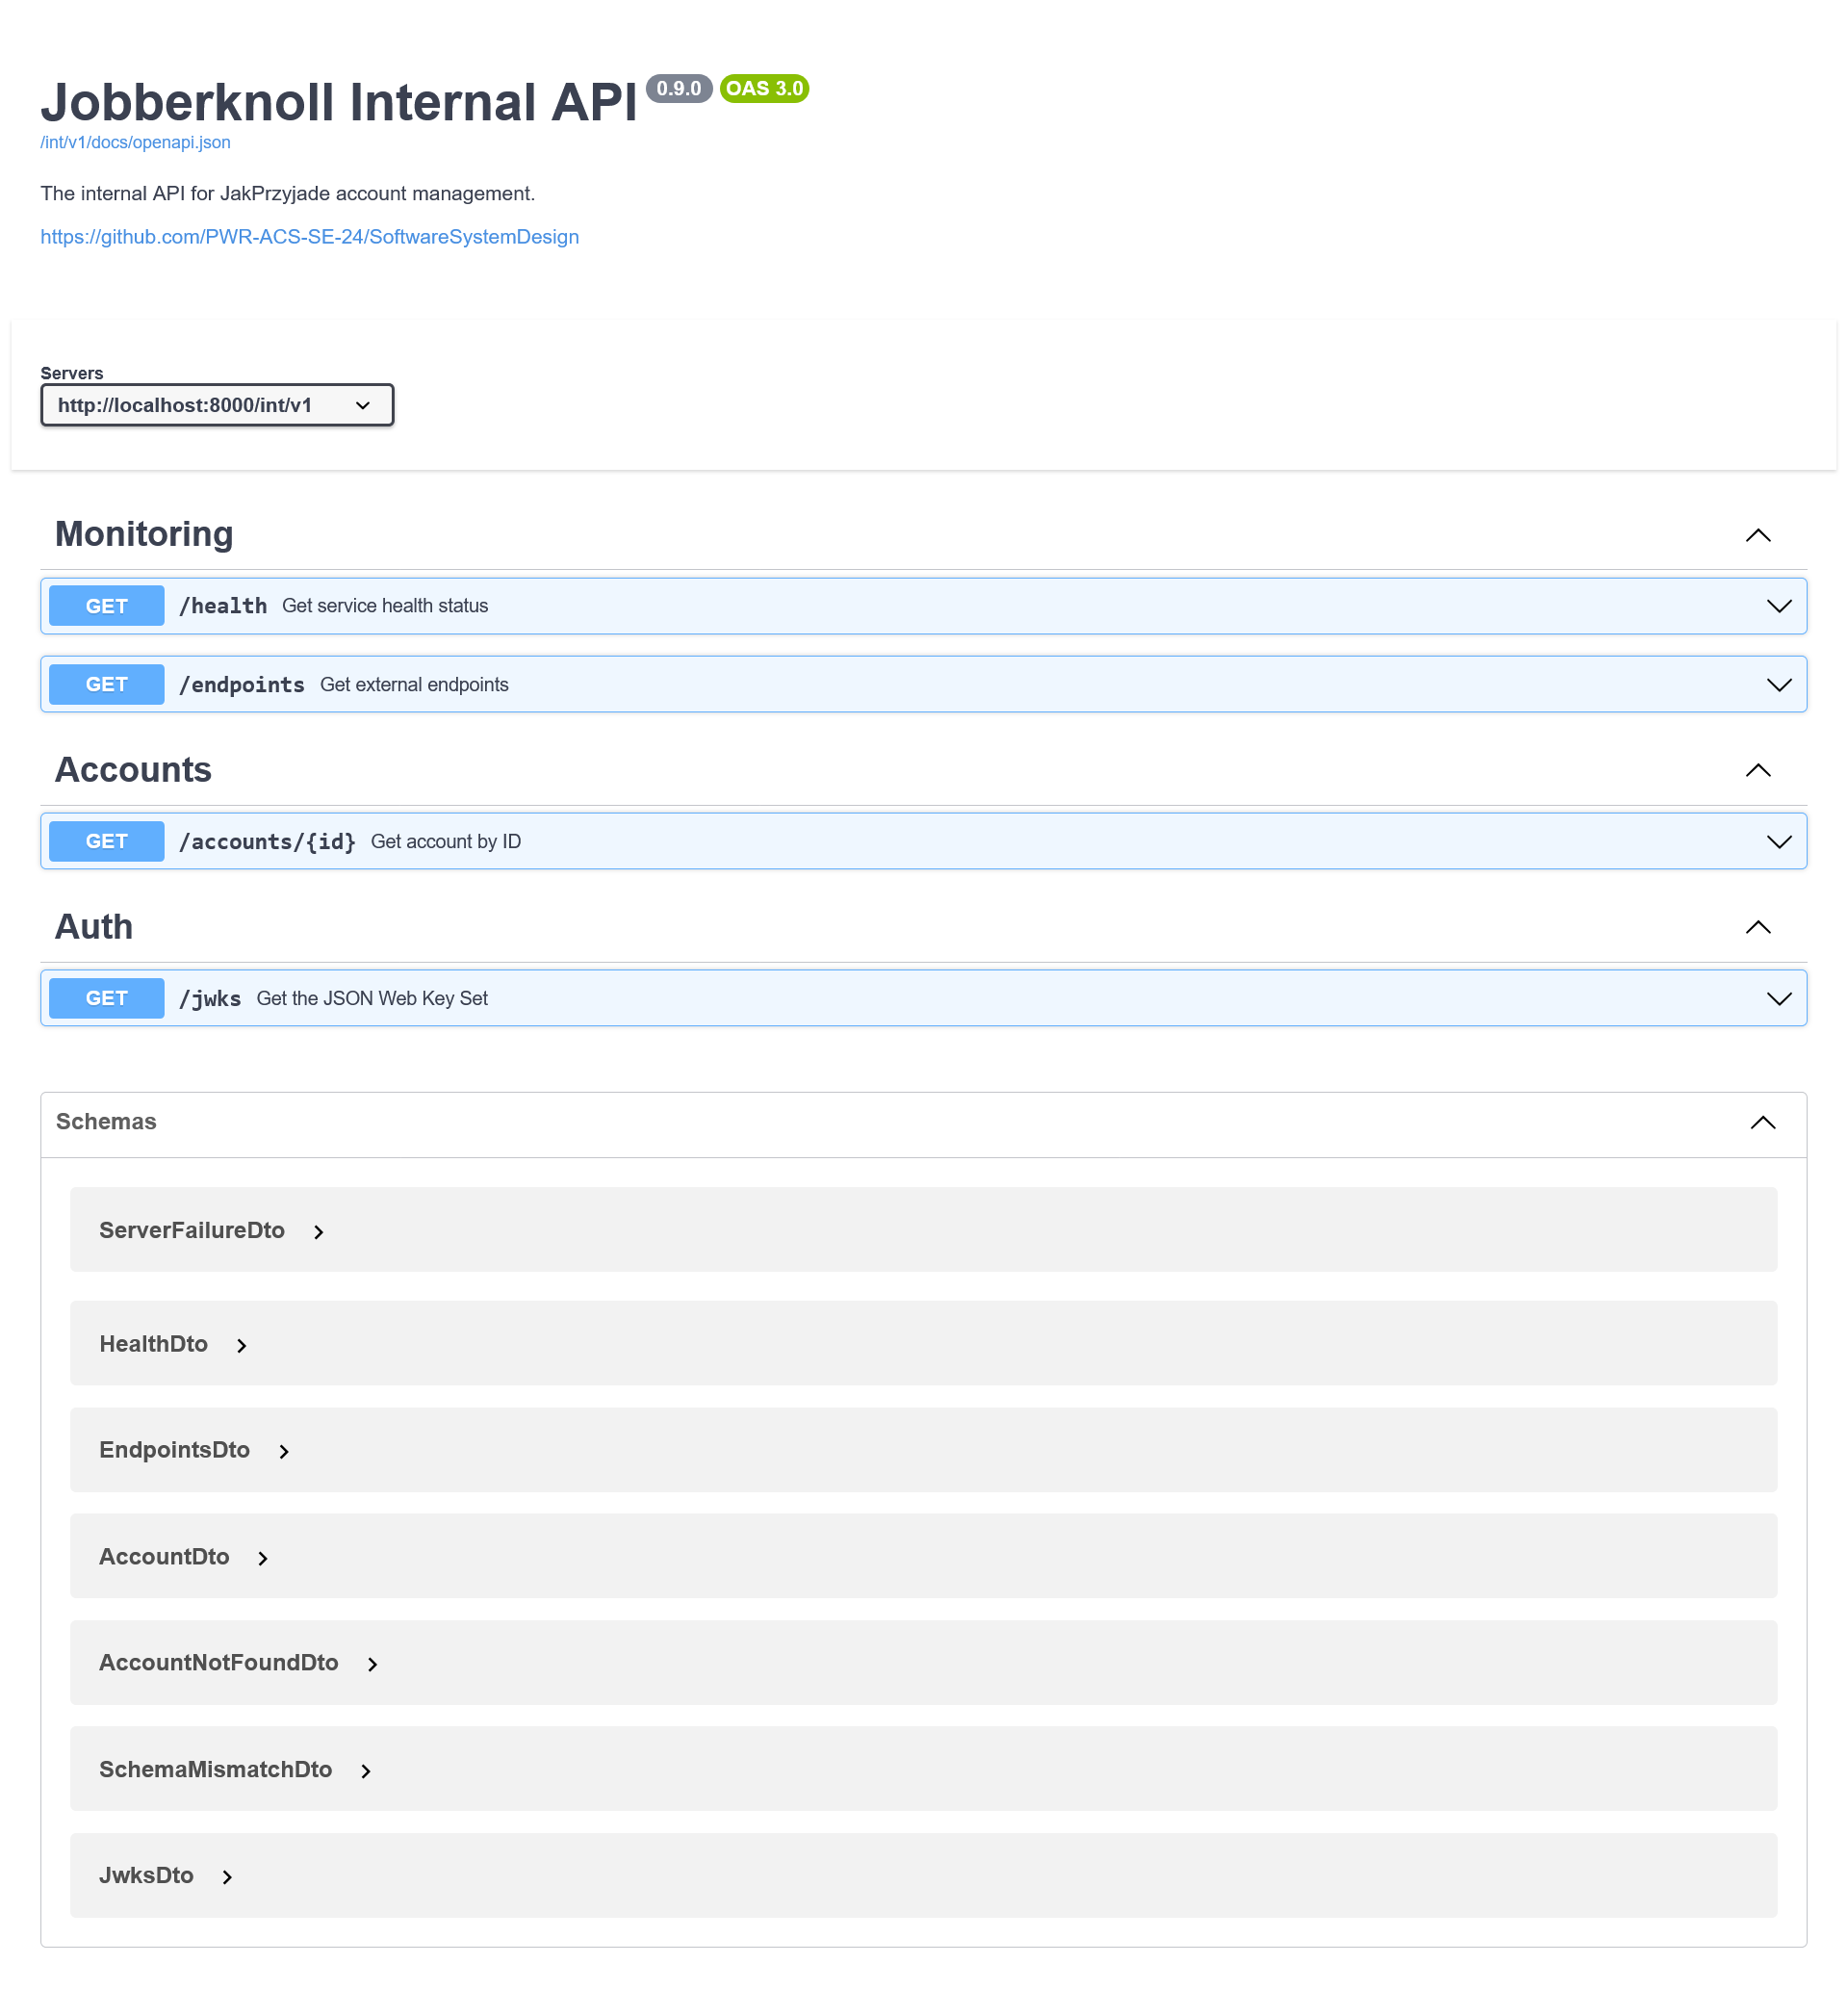 Jobberknoll Internal API 0.9.0 OAS 3.0
/int/v1/docs/openapi.json
The internal API for JakPrzyjade account management.
https://github.com/PWR-ACS-SE-24/SoftwareSystemDesign
Servers
http://localhost:8000/int/v1
Monitoring
GET /health Get service health status
GET /endpoints Get external endpoints
Accounts
GET /accounts/{id} Get account by ID
Auth
GET /jwks Get the JSON Web Key Set
Schemas
ServerFailureDto
HealthDto
EndpointsDto
AccountDto
AccountNotFoundDto
SchemaMismatchDto
JwksDto